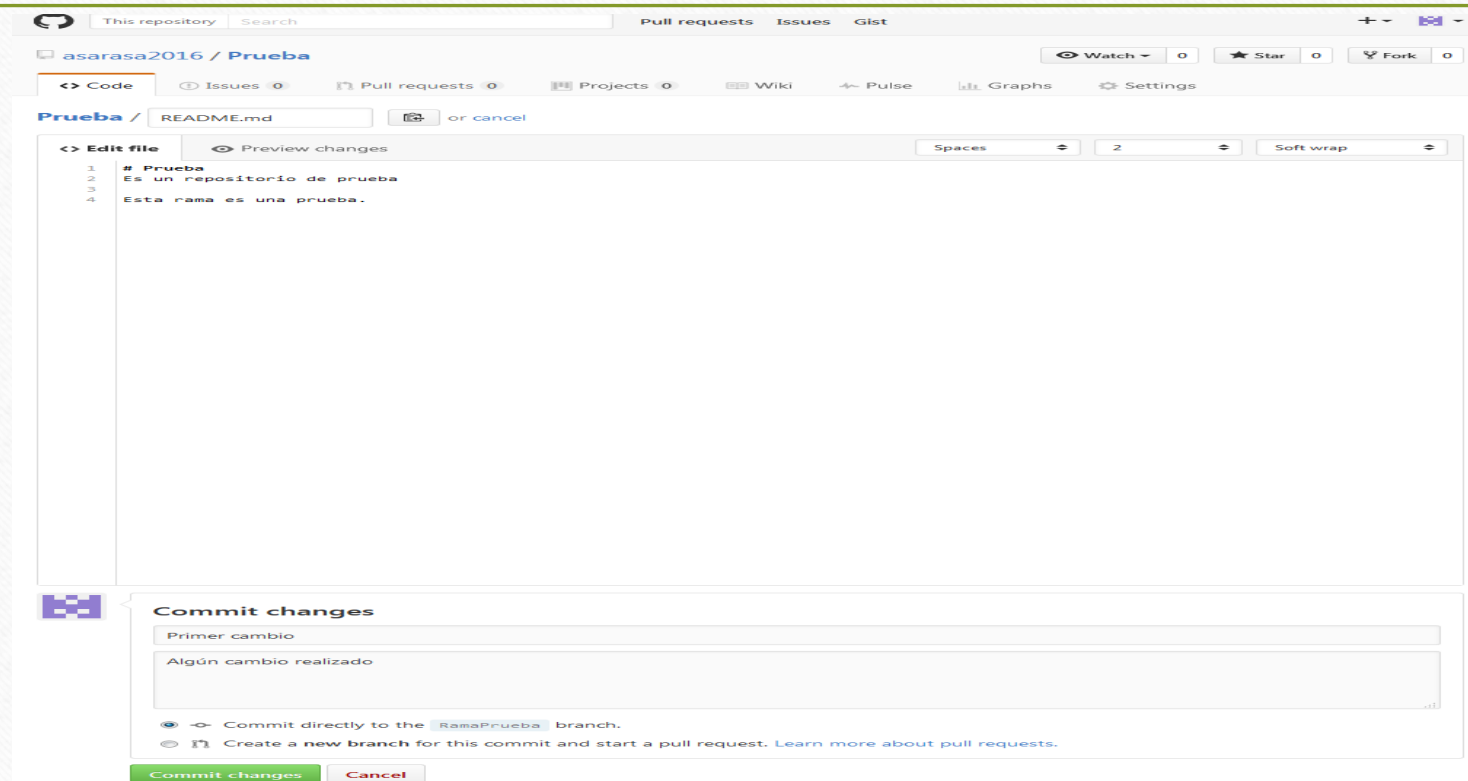 This repository Search Pull requests Issues Gist
asarasa2016 / Prueba Watch 0 Star 0 Fork 0
<> Code Issues 0 Pull requests 0 Projects 0 Wiki Pulse Graphs Settings
Prueba / README.md or cancel
<> Edit file Preview changes Spaces 2 Soft wrap
1 # Prueba
2 Es un repositorio de prueba
3
4 Esta rama es una prueba.
Commit changes
Primer cambio
Algún cambio realizado
Commit directly to the RamaPrueba branch.
Create a new branch for this commit and start a pull request. Learn more about pull requests.
Commit changes Cancel